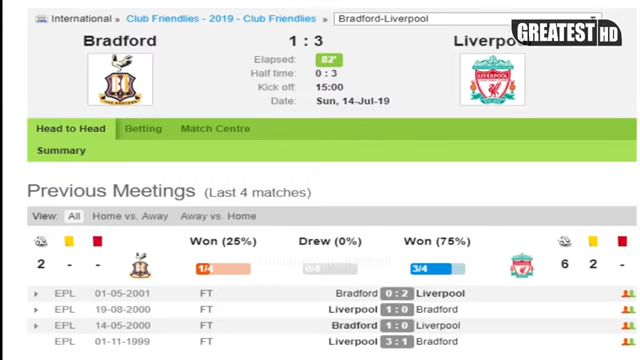 International » Club Friendlies - 2019 - Club Friendlies » Bradford-Liverpool
GREATEST HD
Bradford 1 : 3 Liverpool
Elapsed: 82'
Half time: 0 : 3
Kick off: 15:00
Date: Sun, 14-Jul-19
Head to Head Betting Match Centre
Summary
Previous Meetings (Last 4 matches)
View: All Home vs. Away Away vs. Home
Won (25%) Drew (0%) Won (75%)
2 - - 1/4 0/4 3/4 6 2 -
EPL 01-05-2001 FT Bradford 0 : 2 Liverpool
EPL 19-08-2000 FT Liverpool 1 : 0 Bradford
EPL 14-05-2000 FT Bradford 1 : 0 Liverpool
EPL 01-11-1999 FT Liverpool 3 : 1 Bradford